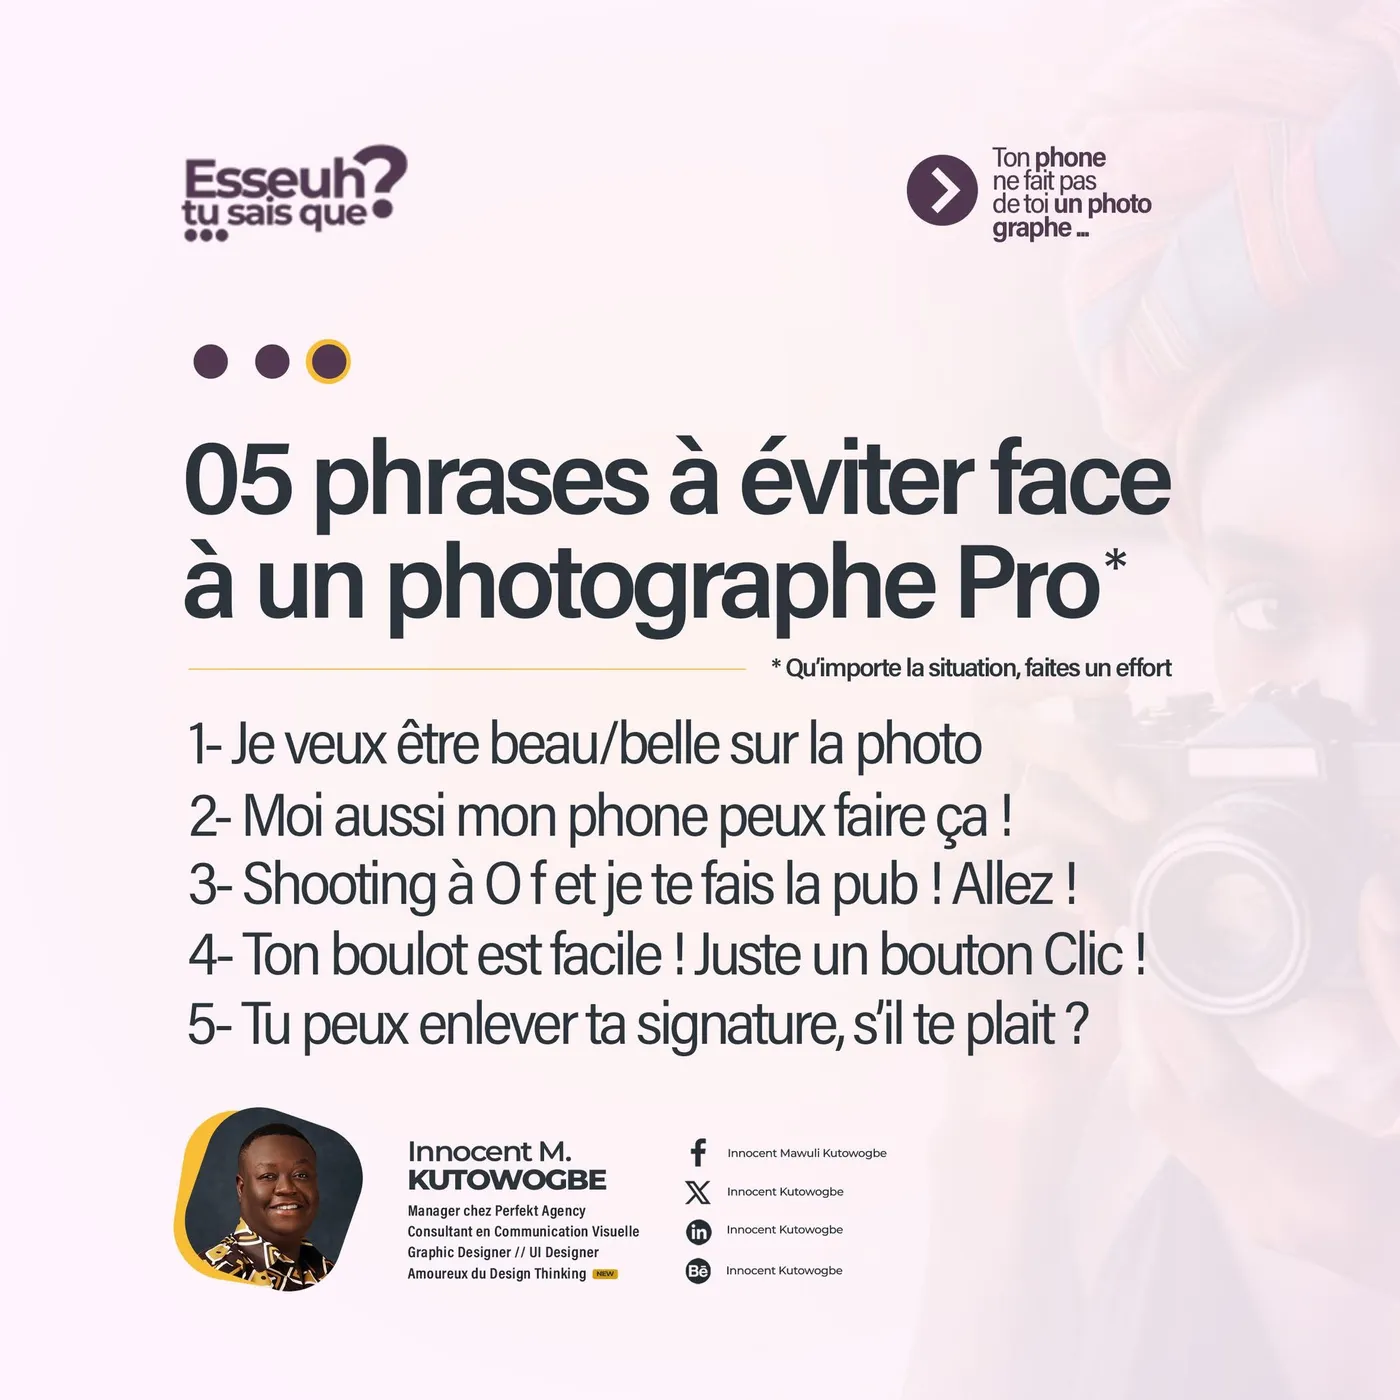 Esseuh?
tu sais que
...
Ton phone
ne fait pas
de toi un photo
graphe ...
05 phrases à éviter face
à un photographe Pro*
* Qu'importe la situation, faites un effort
1- Je veux être beau/belle sur la photo
2- Moi aussi mon phone peux faire ça !
3- Shooting à O f et je te fais la pub ! Allez !
4- Ton boulot est facile ! Juste un bouton Clic !
5- Tu peux enlever ta signature, s'il te plait ?
Innocent M.
KUTOWOGBE
Manager chez Perfekt Agency
Consultant en Communication Visuelle
Graphic Designer // UI Designer
Amoureux du Design Thinking NEW
f Innocent Mawuli Kutowogbe
X Innocent Kutowogbe
in Innocent Kutowogbe
Bē Innocent Kutowogbe